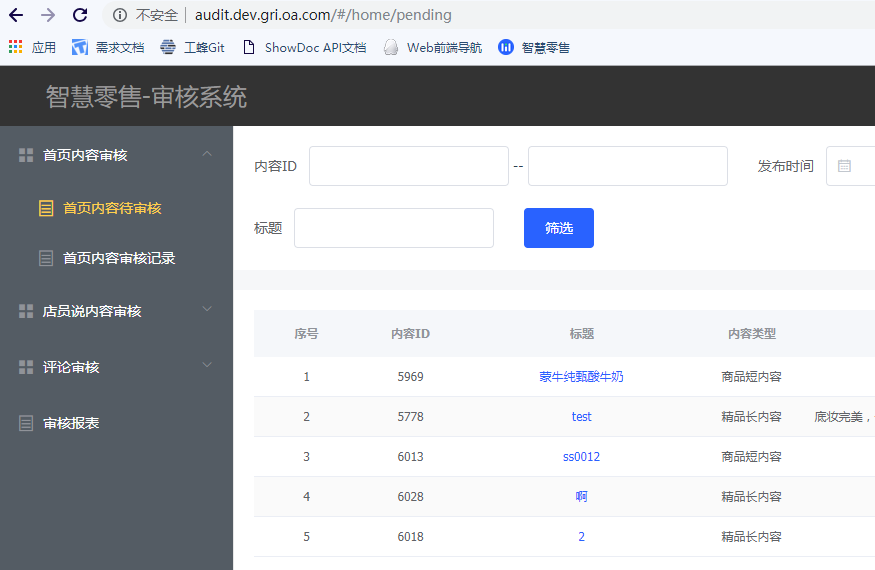 不安全 audit.dev.gri.oa.com/#/home/pending
应用 需求文档 工蜂Git ShowDoc API文档 Web前端导航 智慧零售
智慧零售-审核系统
首页内容审核
首页内容待审核
首页内容审核记录
店员说内容审核
评论审核
审核报表
内容ID -- 发布时间
标题 筛选
序号 内容ID 标题 内容类型
1 5969 蒙牛纯甄酸牛奶 商品短内容
2 5778 test 精品长内容 底妆完美，
3 6013 ss0012 商品短内容
4 6028 啊 精品长内容
5 6018 2 精品长内容